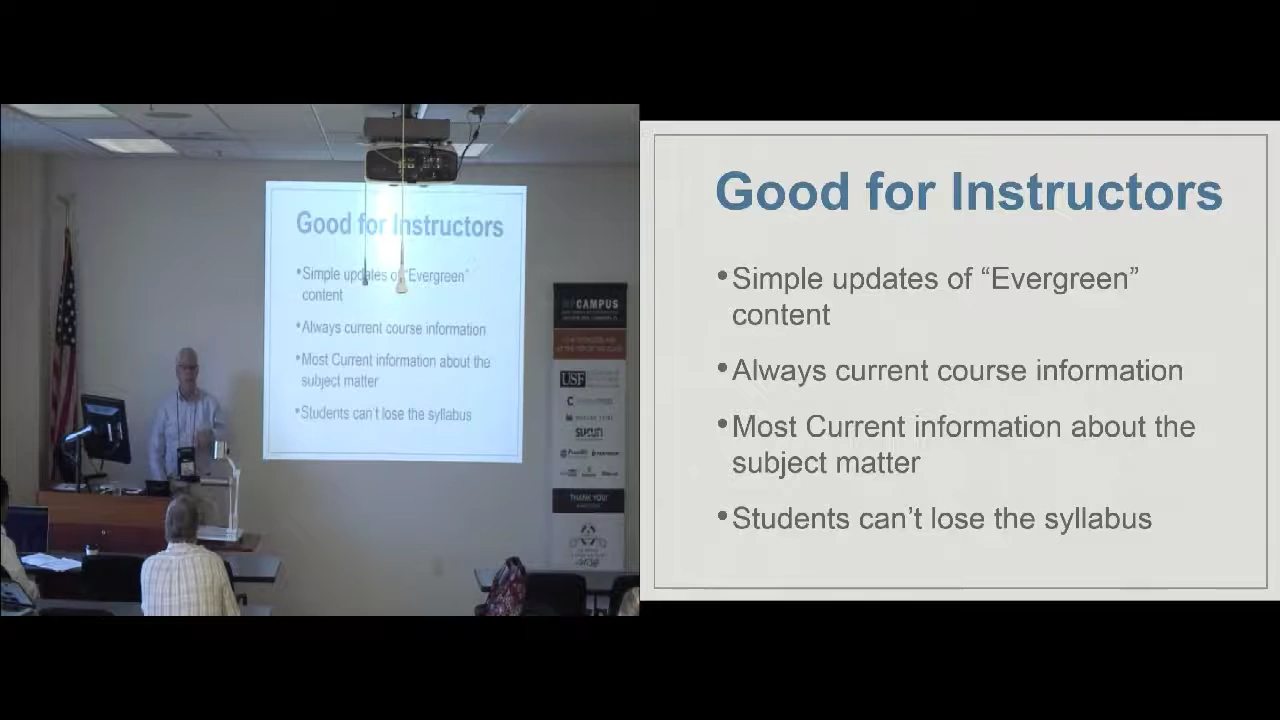 Good for Instructors
•Simple updates of “Evergreen”
content
•Always current course information
•Most Current information about the
subject matter
•Students can’t lose the syllabus
CAMPUS
USF
THANK YOU!
Good for Instructors
•Simple updates of “Evergreen”
content
•Always current course information
•Most Current information about the
subject matter
•Students can’t lose the syllabus